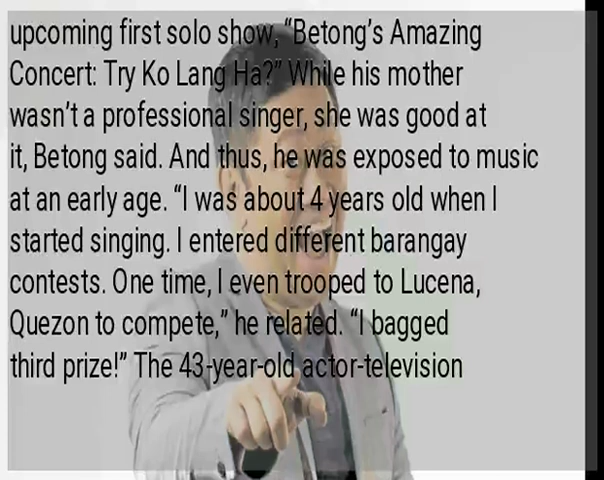 upcoming first solo show, “Betong’s Amazing
Concert: Try Ko Lang Ha?” While his mother
wasn’t a professional singer, she was good at
it, Betong said. And thus, he was exposed to music
at an early age. “I was about 4 years old when I
started singing. I entered different barangay
contests. One time, I even trooped to Lucena,
Quezon to compete,” he related. “I bagged
third prize!” The 43-year-old actor-television